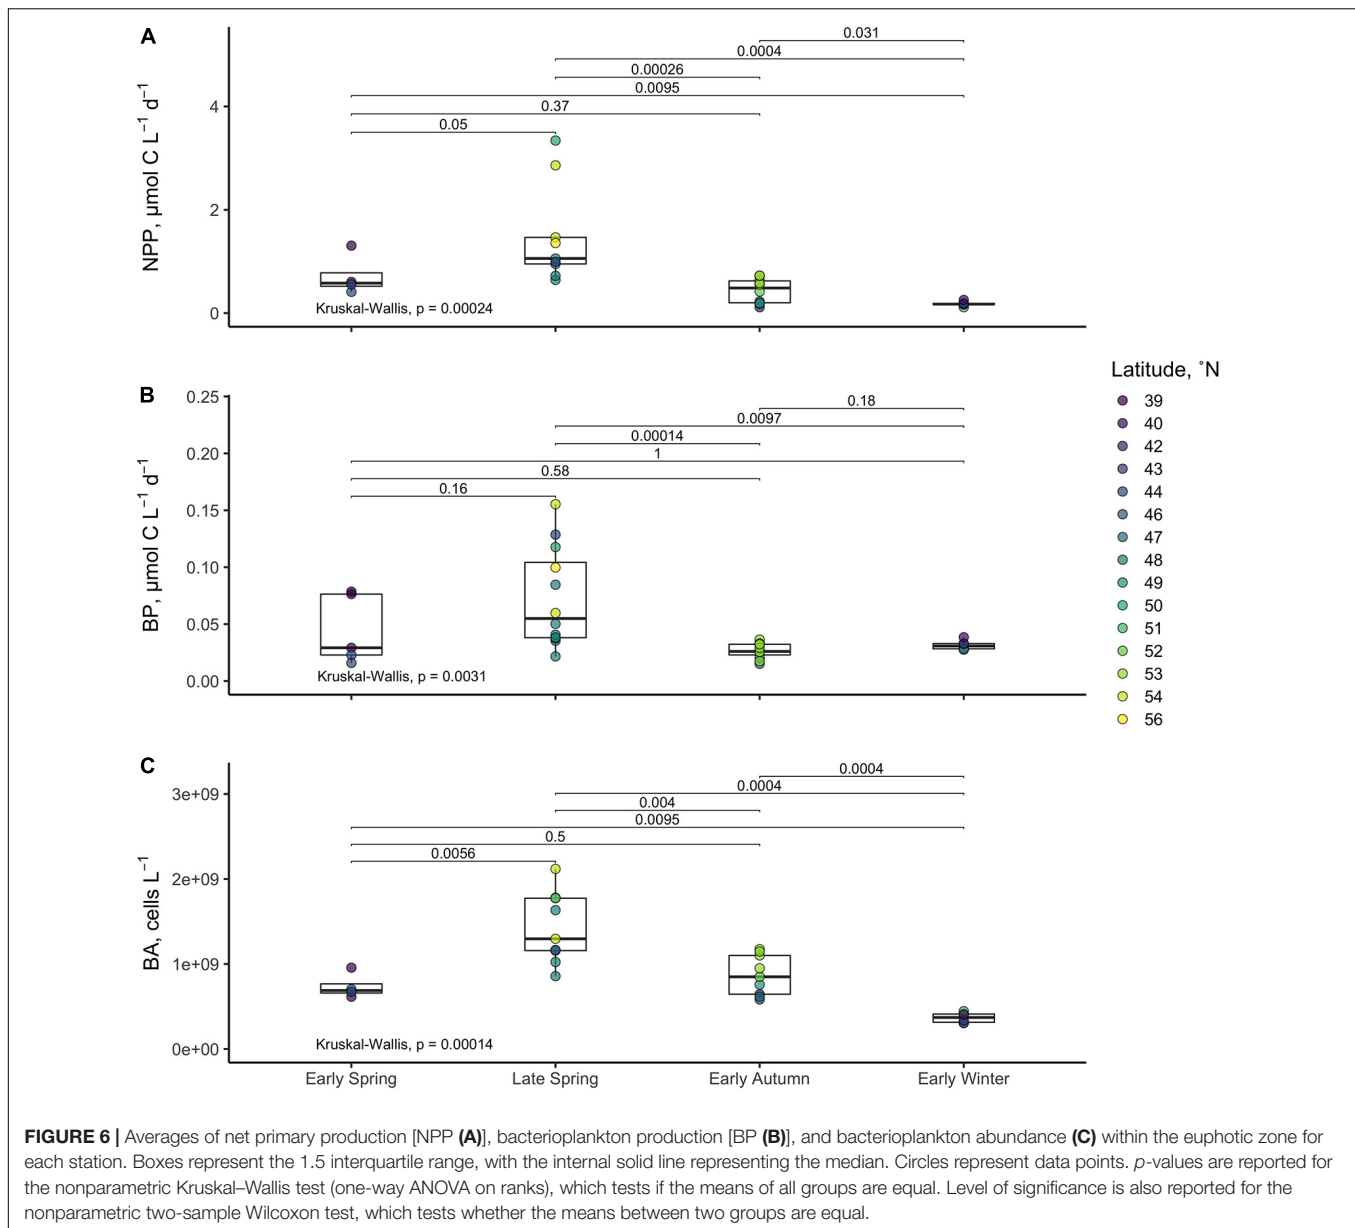 A
0.031
0.0004
0.00026
0.0095
0.37
0.05
4
2
0
NPP, µmol C L⁻¹ d⁻¹
Kruskal-Wallis, p = 0.00024
B
0.18
0.0097
0.00014
1
0.58
0.16
0.25
0.20
0.15
0.10
0.05
0.00
BP, µmol C L⁻¹ d⁻¹
Kruskal-Wallis, p = 0.0031
Latitude, °N
39
40
42
43
44
46
47
48
49
50
51
52
53
54
56
C
0.0004
0.0004
0.004
0.0095
0.5
0.0056
3e+09
2e+09
1e+09
0e+00
BA, cells L⁻¹
Kruskal-Wallis, p = 0.00014
Early Spring Late Spring Early Autumn Early Winter
FIGURE 6 | Averages of net primary production [NPP (A)], bacterioplankton production [BP (B)], and bacterioplankton abundance (C) within the euphotic zone for
each station. Boxes represent the 1.5 interquartile range, with the internal solid line representing the median. Circles represent data points. p-values are reported for
the nonparametric Kruskal–Wallis test (one-way ANOVA on ranks), which tests if the means of all groups are equal. Level of significance is also reported for the
nonparametric two-sample Wilcoxon test, which tests whether the means between two groups are equal.